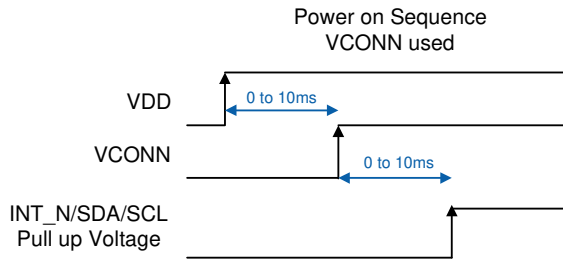 Power on Sequence
VCONN used
VDD
0 to 10ms
VCONN
0 to 10ms
INT_N/SDA/SCL
Pull up Voltage